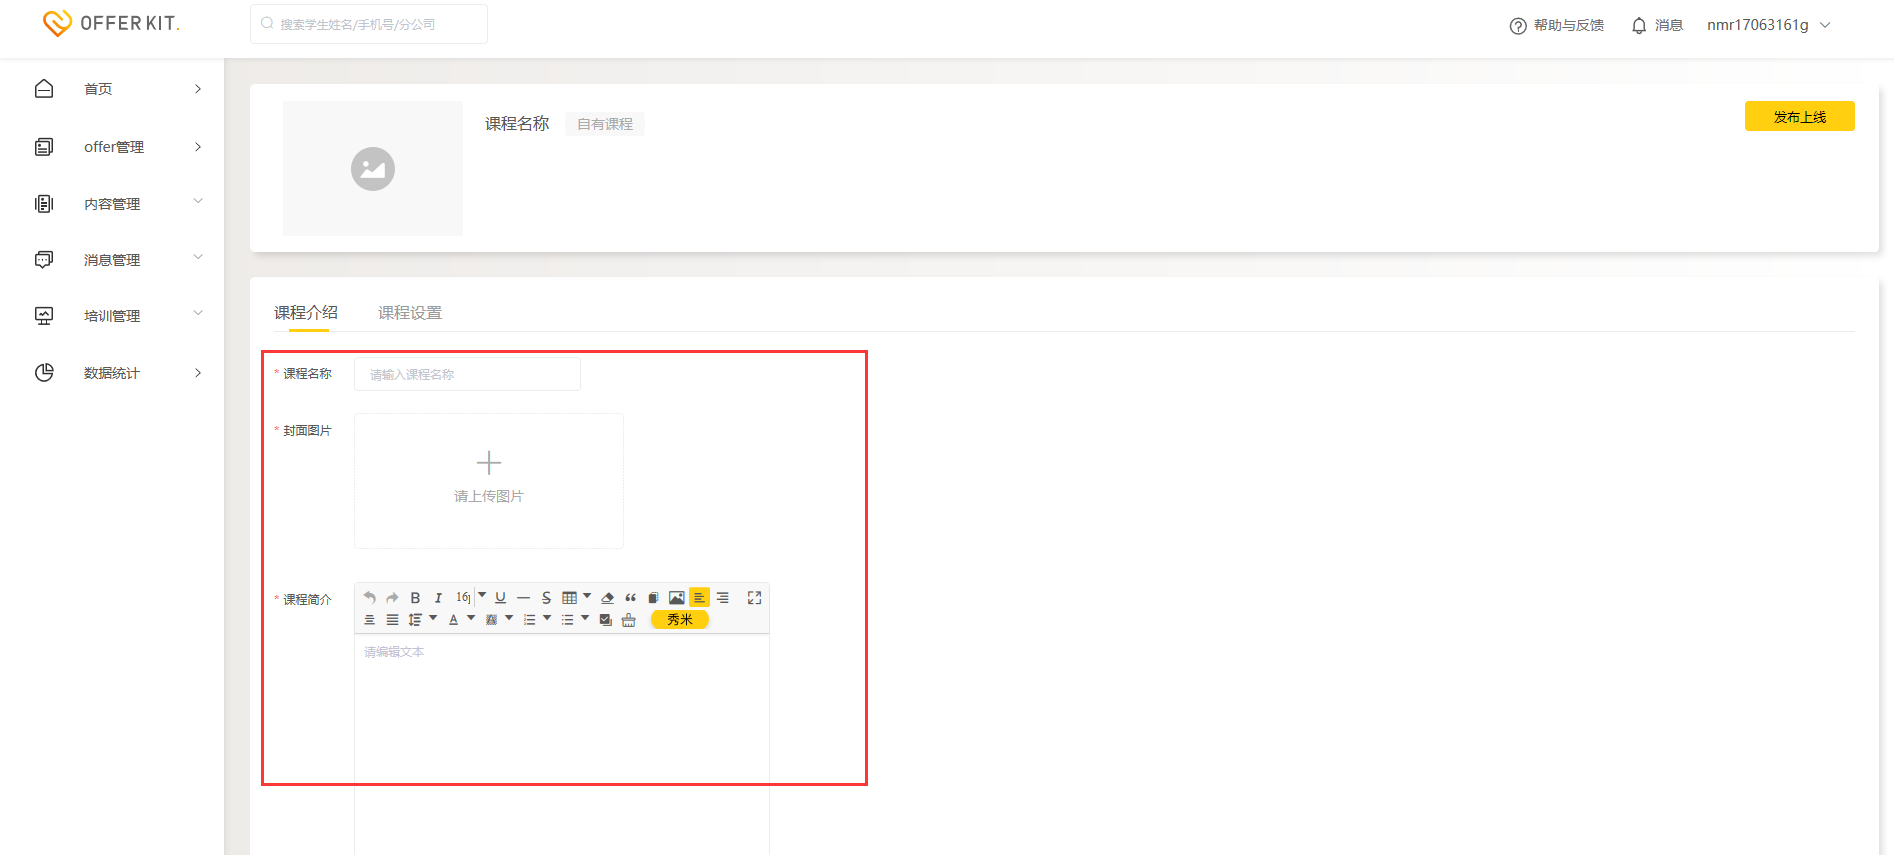 OFFER KIT.
搜索学生姓名/手机号/分公司
帮助与反馈
消息
nmr17063161g
首页
offer管理
内容管理
消息管理
培训管理
数据统计
课程名称
自有课程
发布上线
课程介绍
课程设置
* 课程名称
请输入课程名称
* 封面图片
请上传图片
* 课程简介
B I 16 U S
A
秀米
请编辑文本